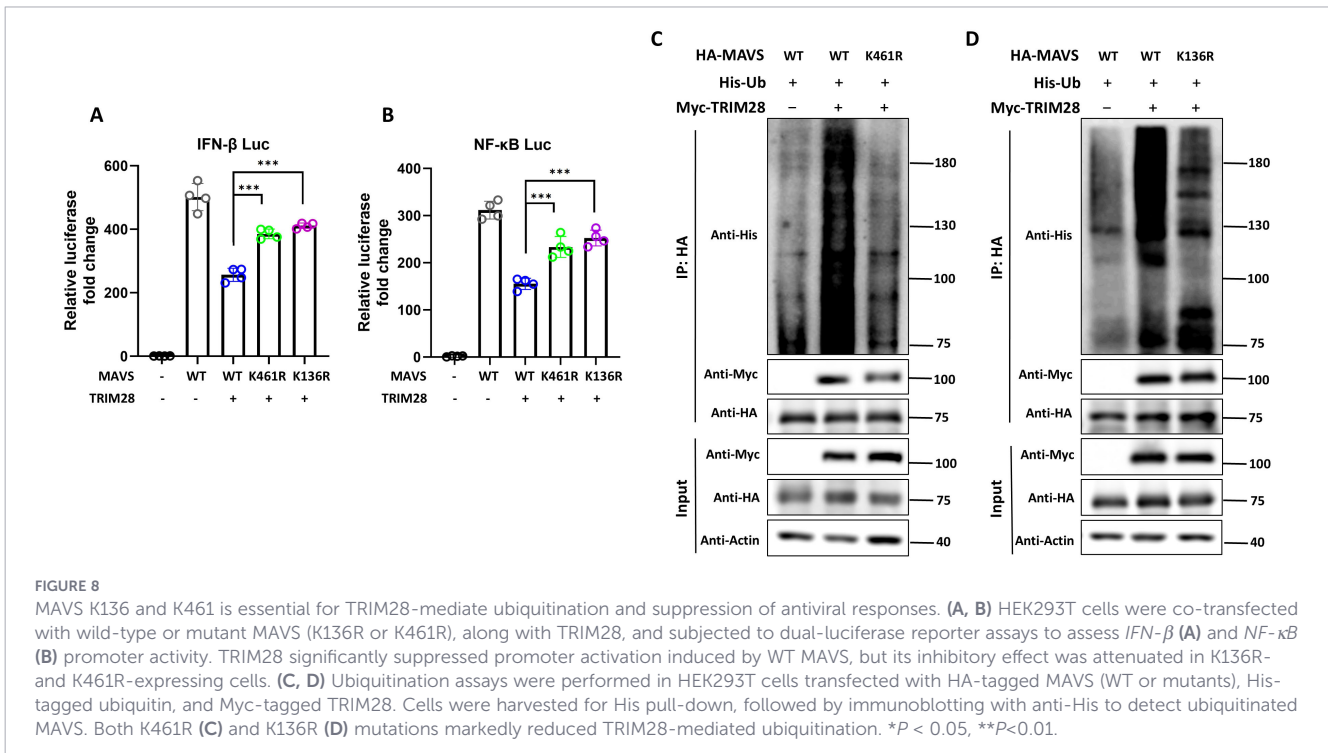 A
IFN-β Luc
Relative luciferase
fold change
600
400
200
0
***
***
MAVS - WT WT K461R K136R
TRIM28 - - + + +
B
NF-κB Luc
Relative luciferase
fold change
400
300
200
100
0
***
***
MAVS - WT WT K461R K136R
TRIM28 - - + + +
C
HA-MAVS WT WT K461R
His-Ub + + +
Myc-TRIM28 − + +
IP: HA
Anti-His
180
130
100
75
Anti-Myc 100
Anti-HA 75
Input
Anti-Myc 100
Anti-HA 75
Anti-Actin 40
D
HA-MAVS WT WT K136R
His-Ub + + +
Myc-TRIM28 − + +
IP: HA
Anti-His
180
130
100
75
Anti-Myc 100
Anti-HA 75
Input
Anti-Myc 100
Anti-HA 75
Anti-Actin 40
FIGURE 8
MAVS K136 and K461 is essential for TRIM28-mediate ubiquitination and suppression of antiviral responses. (A, B) HEK293T cells were co-transfected
with wild-type or mutant MAVS (K136R or K461R), along with TRIM28, and subjected to dual-luciferase reporter assays to assess IFN-β (A) and NF-κB
(B) promoter activity. TRIM28 significantly suppressed promoter activation induced by WT MAVS, but its inhibitory effect was attenuated in K136R-
and K461R-expressing cells. (C, D) Ubiquitination assays were performed in HEK293T cells transfected with HA-tagged MAVS (WT or mutants), His-
tagged ubiquitin, and Myc-tagged TRIM28. Cells were harvested for His pull-down, followed by immunoblotting with anti-His to detect ubiquitinated
MAVS. Both K461R (C) and K136R (D) mutations markedly reduced TRIM28-mediated ubiquitination. *P < 0.05, **P<0.01.